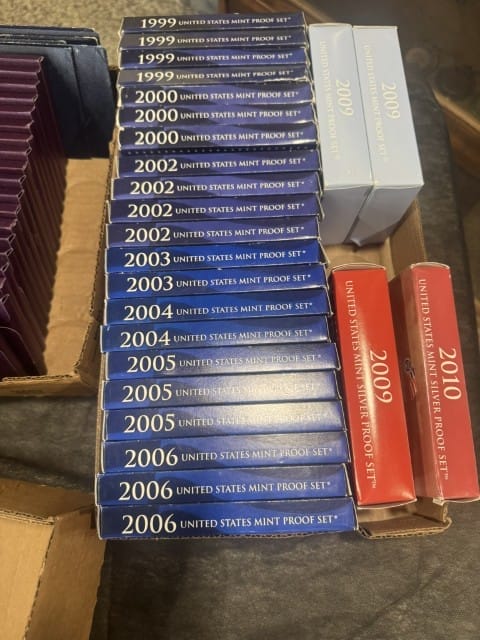 1999 UNITED STATES MINT PROOF SET®
1999 UNITED STATES MINT PROOF SET®
1999 UNITED STATES MINT PROOF SET®
1999 UNITED STATES MINT PROOF SET®
2000 UNITED STATES MINT PROOF SET®
2000 UNITED STATES MINT PROOF SET®
2000 UNITED STATES MINT PROOF SET®
2002 UNITED STATES MINT PROOF SET®
2002 UNITED STATES MINT PROOF SET®
2002 UNITED STATES MINT PROOF SET®
2002 UNITED STATES MINT PROOF SET®
2003 UNITED STATES MINT PROOF SET®
2003 UNITED STATES MINT PROOF SET®
2004 UNITED STATES MINT PROOF SET®
2004 UNITED STATES MINT PROOF SET®
2005 UNITED STATES MINT PROOF SET®
2005 UNITED STATES MINT PROOF SET®
2005 UNITED STATES MINT PROOF SET®
2006 UNITED STATES MINT PROOF SET®
2006 UNITED STATES MINT PROOF SET®
2006 UNITED STATES MINT PROOF SET®
2009
UNITED STATES MINT PROOF SET
2009
UNITED STATES MINT PROOF SET
2009
UNITED STATES MINT SILVER PROOF SET™
2010
UNITED STATES MINT SILVER PROOF SET™